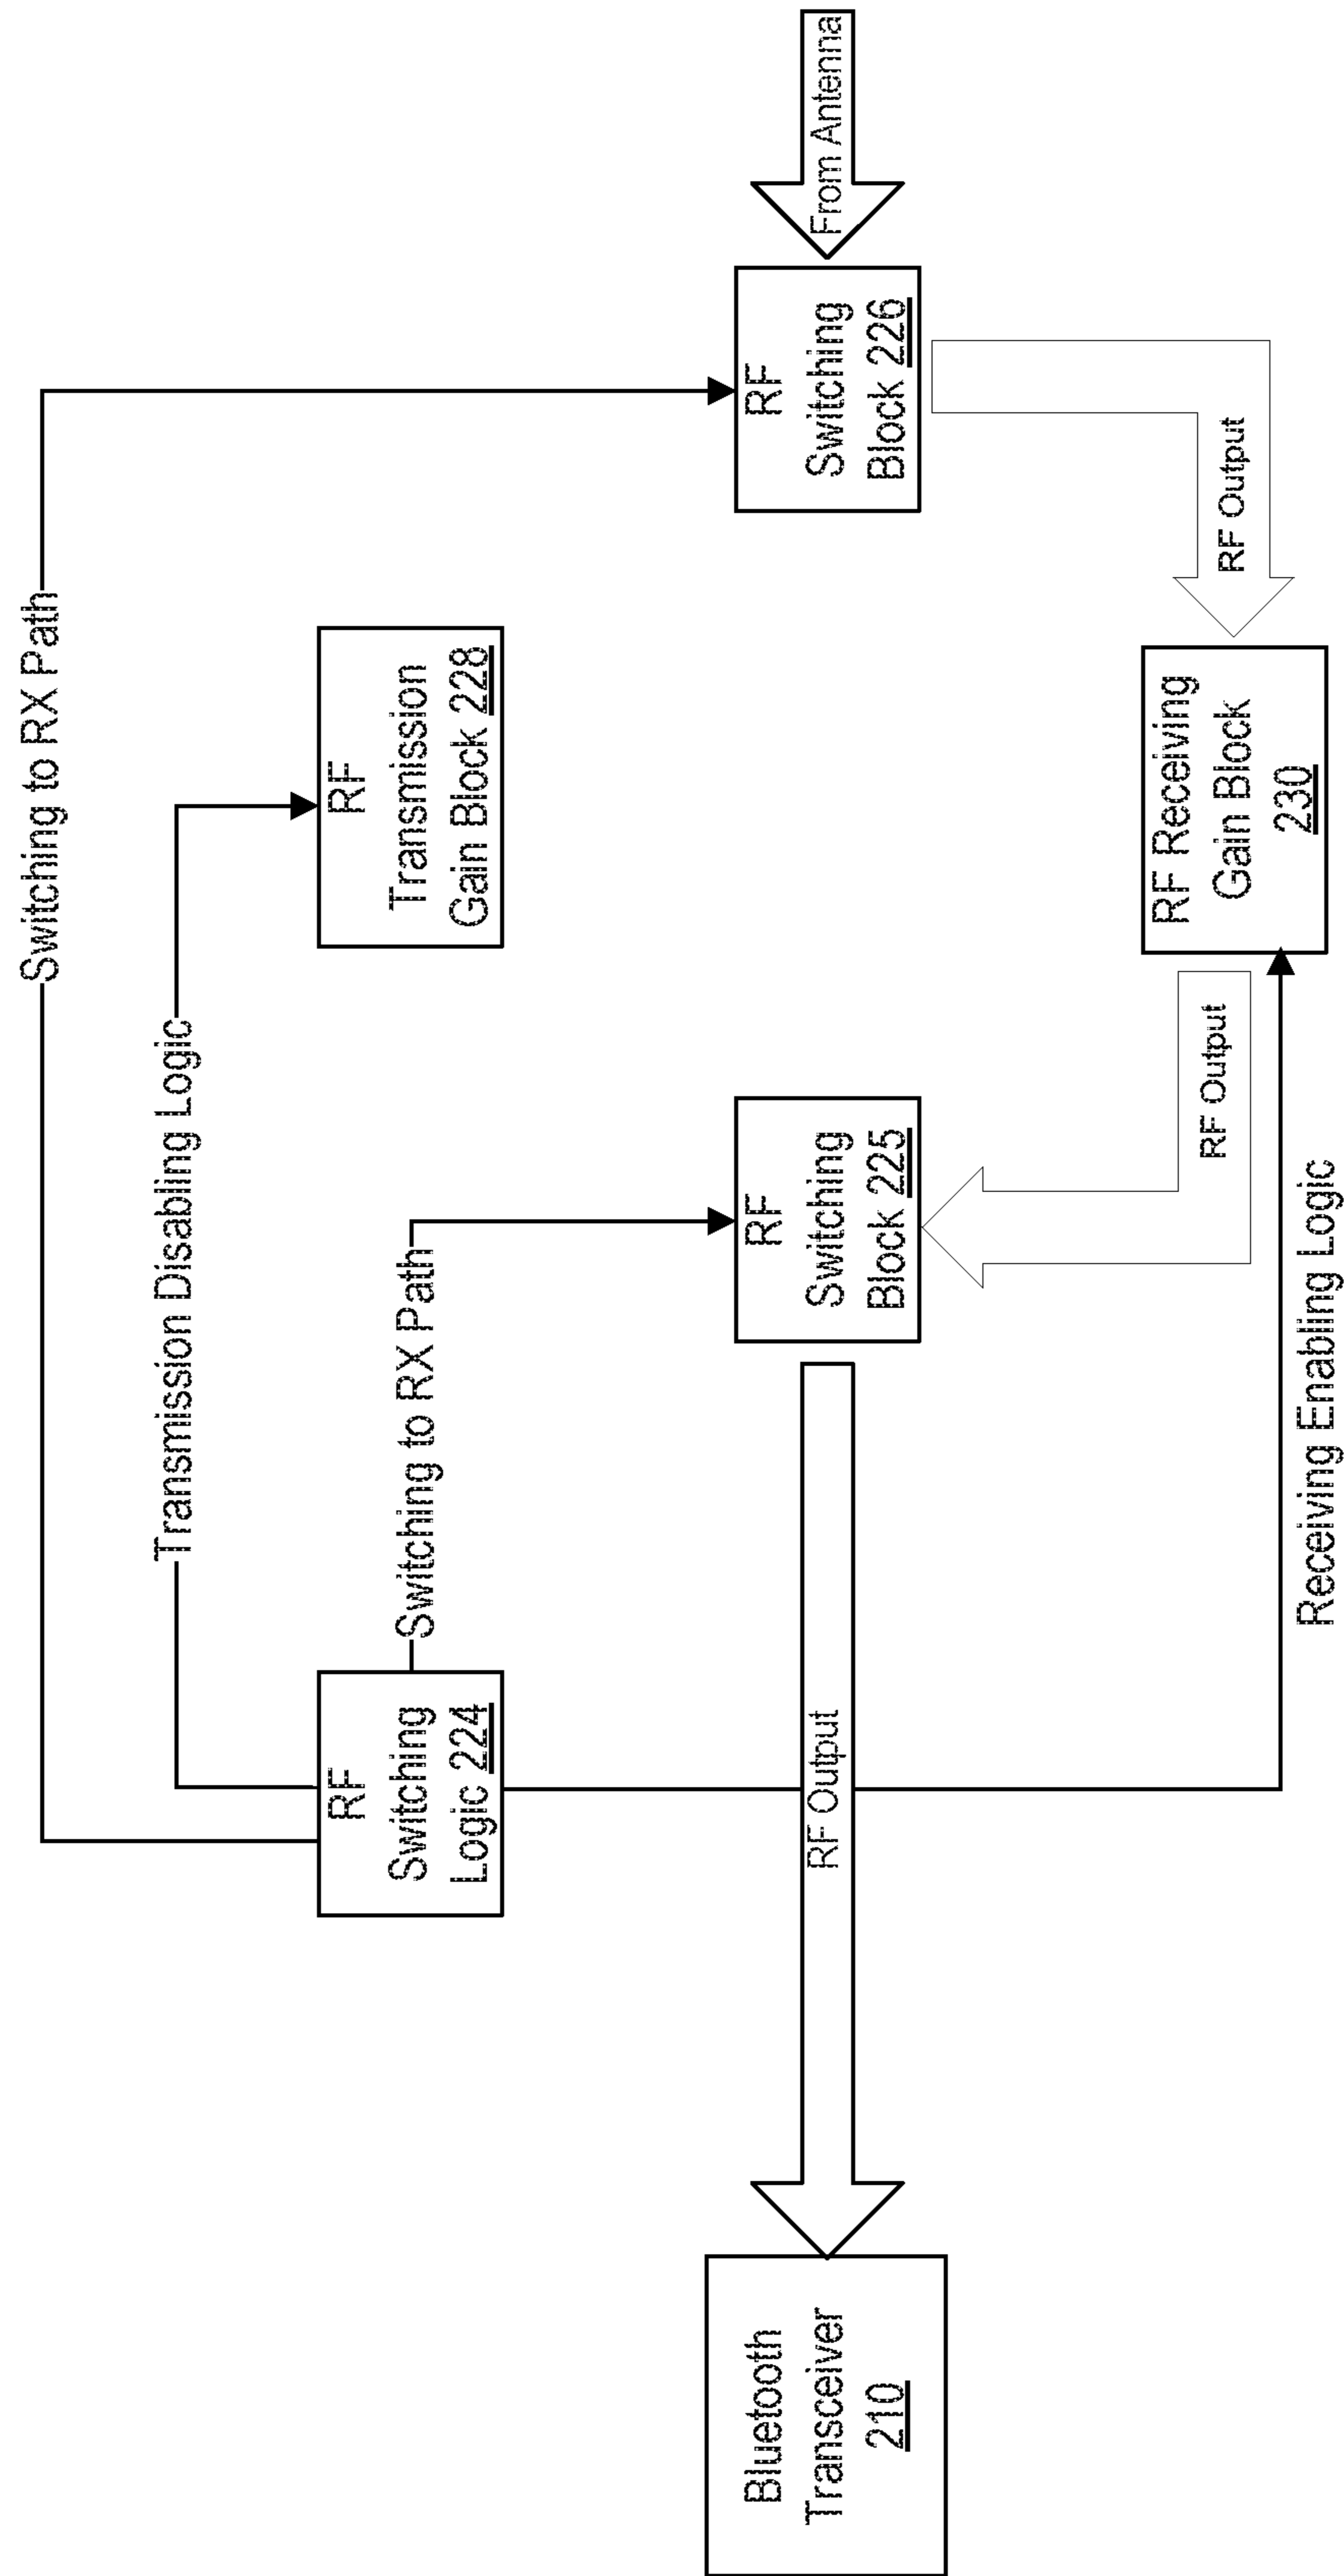 Switching to RX Path
Transmission Disabling Logic
RF
Switching
Logic 224
Switching to RX Path
RF
Transmission
Gain Block 228
Bluetooth
Transceiver
210
RF Output
RF
Switching
Block 225
RF
Switching
Block 226
From Antenna
RF Output
RF Receiving
Gain Block
230
RF Output
Receiving Enabling Logic